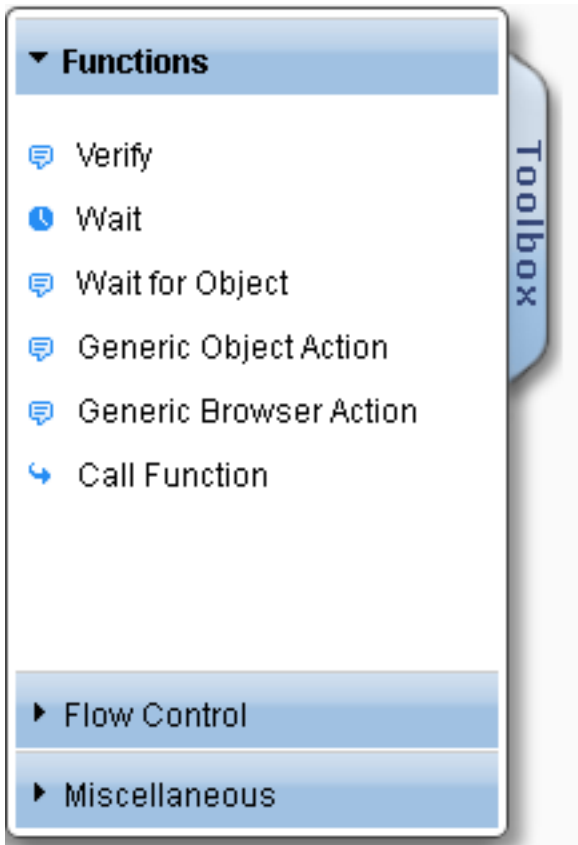 Functions
Verify
Wait
Wait for Object
Generic Object Action
Generic Browser Action
Call Function
Flow Control
Miscellaneous
Toolbox